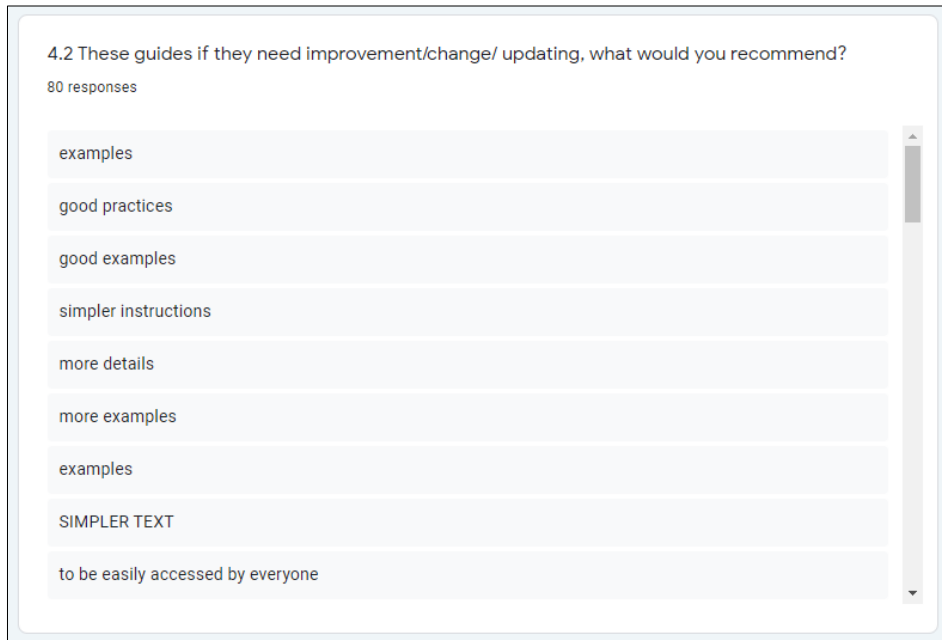 4.2 These guides if they need improvement/change/ updating, what would you recommend?
80 responses
examples
good practices
good examples
simpler instructions
more details
more examples
examples
SIMPLER TEXT
to be easily accessed by everyone